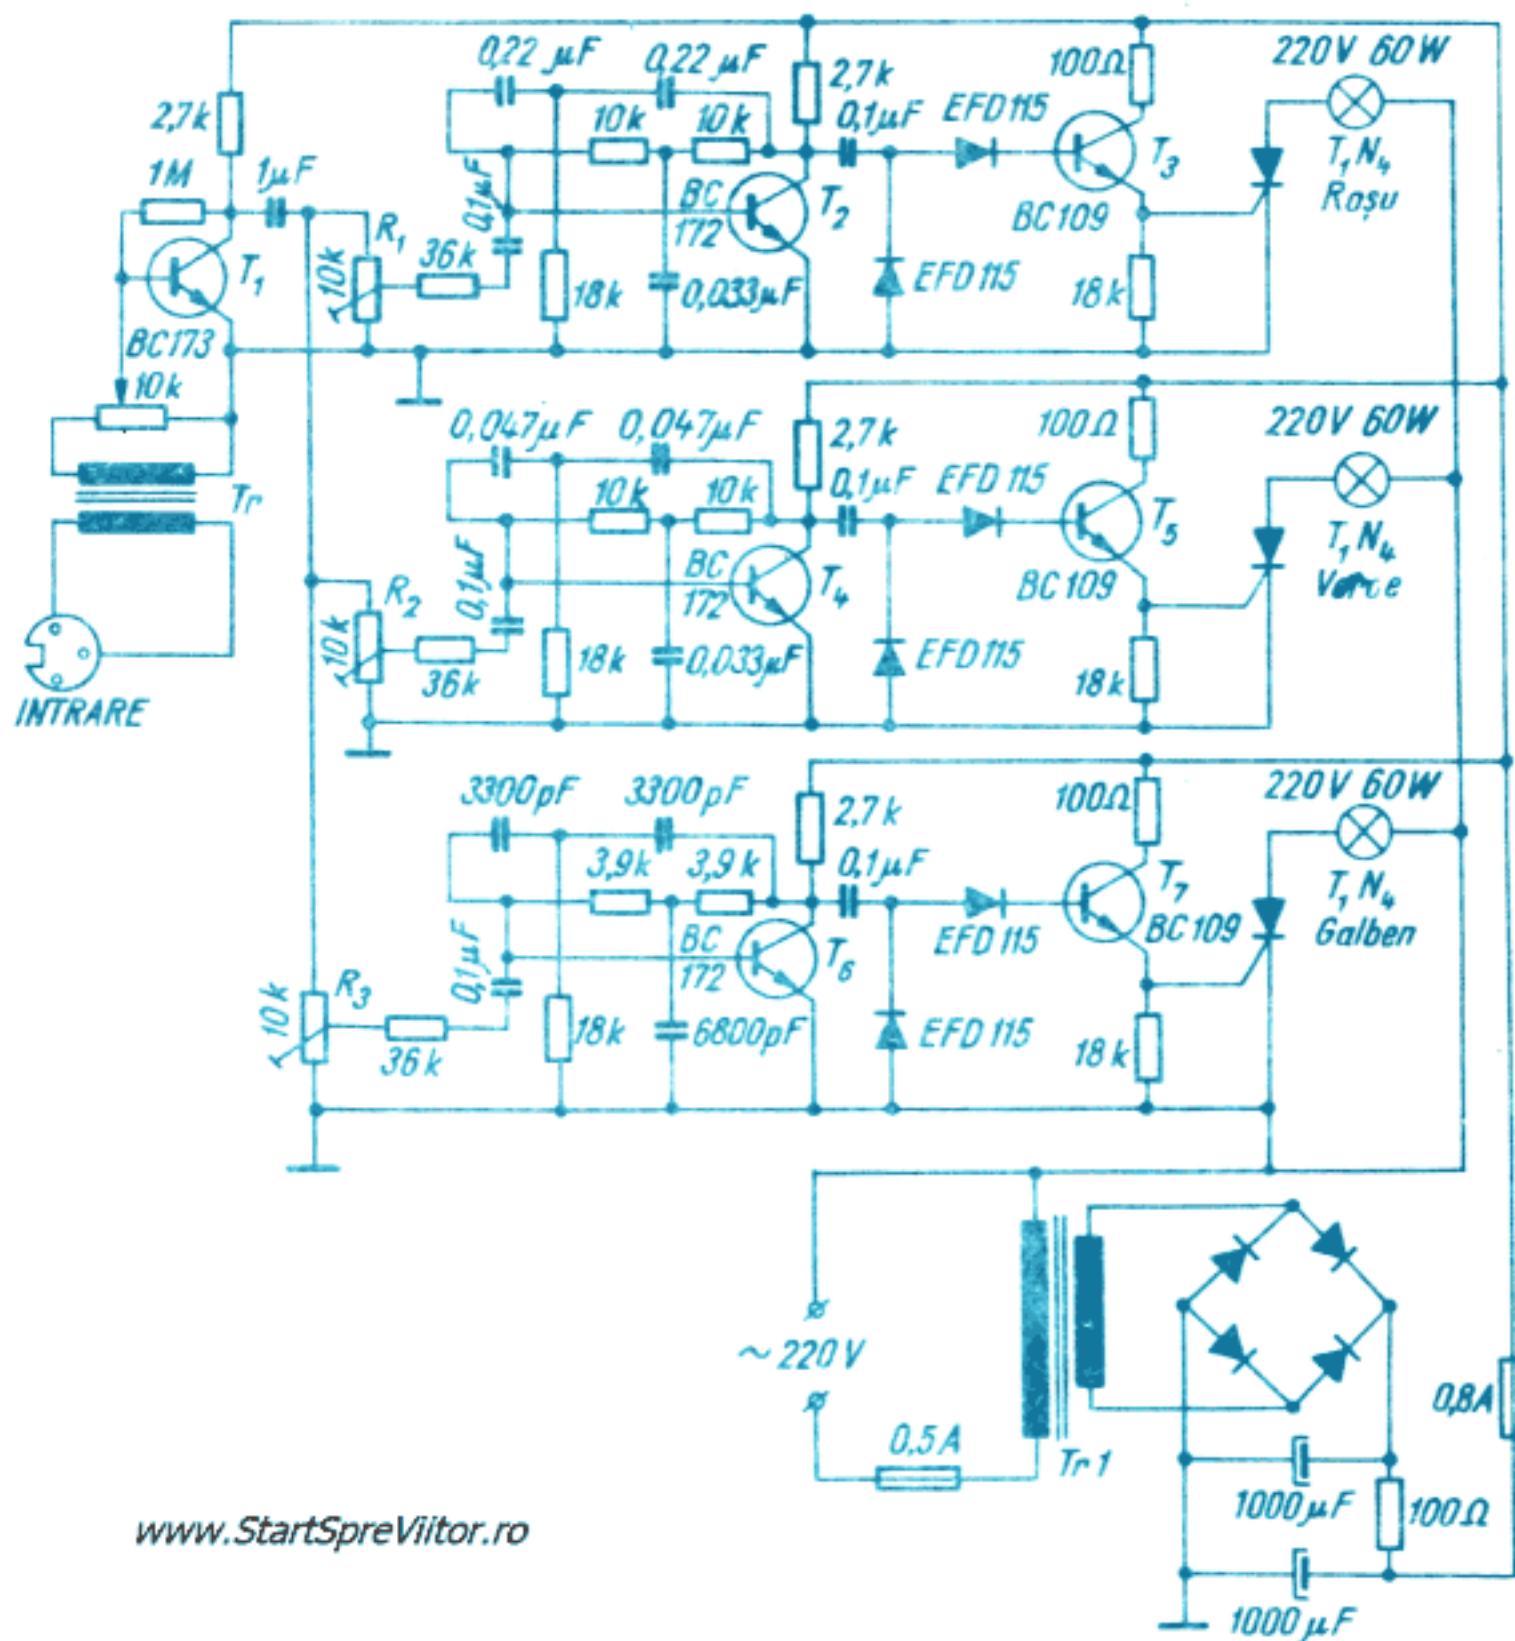 0,22 µF
0,22 µF
2,7k
100Ω
220V 60W
2,7k
10k
10k
0,1µF
EFD115
T₃
T₁N₄
Roșu
1M
1µF
0,1µF
BC
172
T₂
BC109
R₁
36k
T₁
10k
18k
0,033µF
EFD115
18k
BC173
10k
0,047µF
0,047µF
2,7k
100Ω
220V 60W
Tr
10k
10k
0,1µF
EFD115
T₅
T₁N₄
0,1µF
BC
172
T₄
BC109
R₂
10k
36k
18k
0,033µF
EFD115
18k
INTRARE
3300pF
3300pF
2,7k
100Ω
220V 60W
3,9k
3,9k
0,1µF
T₇
T₁N₄
Galben
0,1µF
BC
172
T₆
EFD115
BC109
R₃
10k
36k
18k
6800pF
EFD115
18k
~220V
0,8A
0,5A
Tr1
1000µF
100Ω
1000µF
www.StartSpreViitor.ro